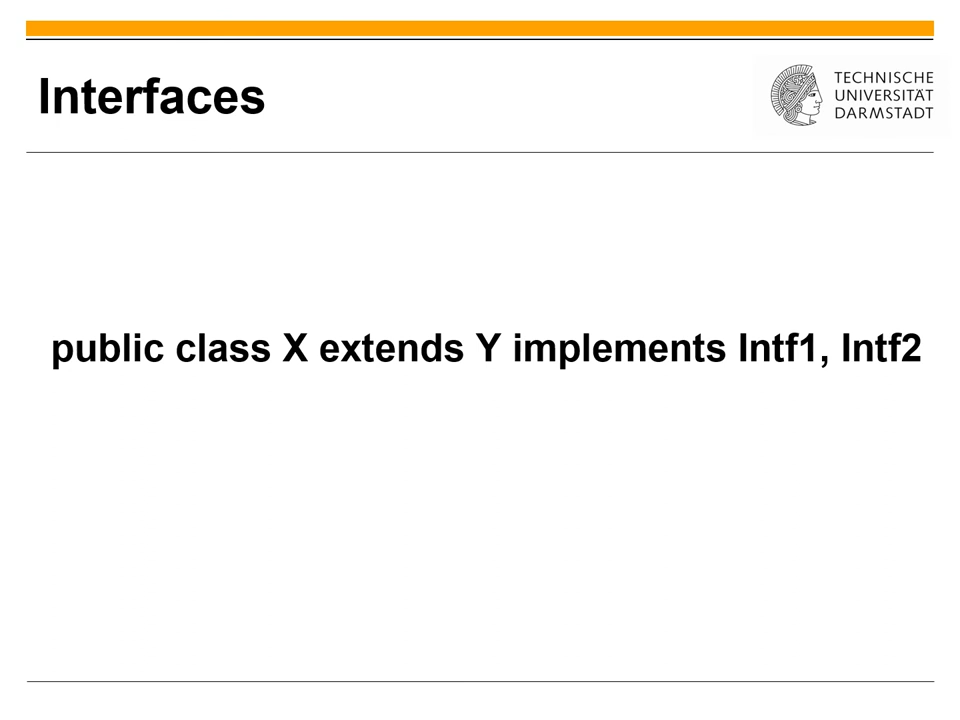 Interfaces
TECHNISCHE
UNIVERSITÄT
DARMSTADT
public class X extends Y implements Intf1, Intf2